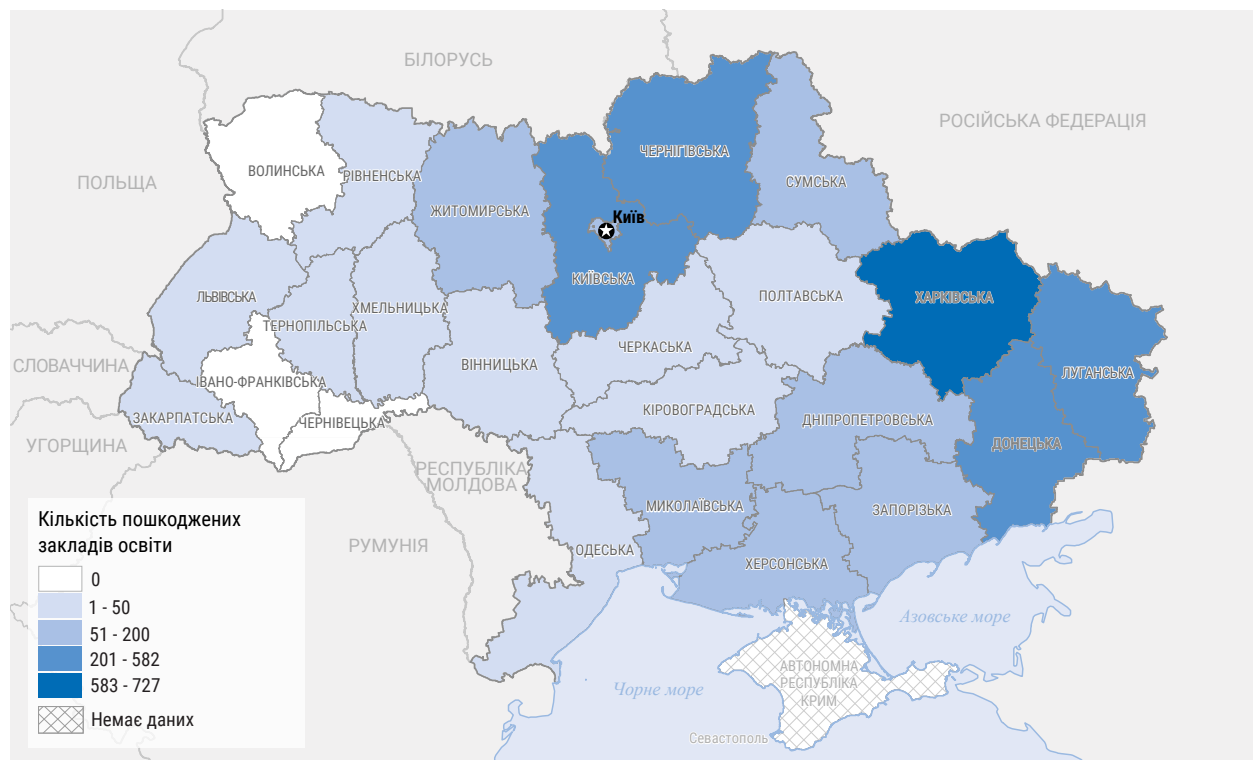 БІЛОРУСЬ
РОСІЙСЬКА ФЕДЕРАЦІЯ
ПОЛЬЩА
ЧЕРНІГІВСЬКА
ВОЛИНСЬКА
РІВНЕНСЬКА
СУМСЬКА
ЖИТОМИРСЬКА
Київ
КИЇВСЬКА
ЛЬВІВСЬКА
ПОЛТАВСЬКА
ХАРКІВСЬКА
ХМЕЛЬНИЦЬКА
ТЕРНОПІЛЬСЬКА
ЧЕРКАСЬКА
СЛОВАЧЧИНА
ВІННИЦЬКА
ЛУГАНСЬКА
ІВАНО-ФРАНКІВСЬКА
ЗАКАРПАТСЬКА
ЧЕРНІВЕЦЬКА
КІРОВОГРАДСЬКА
ДНІПРОПЕТРОВСЬКА
УГОРЩИНА
ДОНЕЦЬКА
РЕСПУБЛІКА
МОЛДОВА
МИКОЛАЇВСЬКА
ЗАПОРІЗЬКА
РУМУНІЯ
ОДЕСЬКА
ХЕРСОНСЬКА
Азовське море
АВТОНОМНА
РЕСПУБЛІКА
КРИМ
Чорне море
Севастополь
Кількість пошкоджених
закладів освіти
0
1 - 50
51 - 200
201 - 582
583 - 727
Немає даних